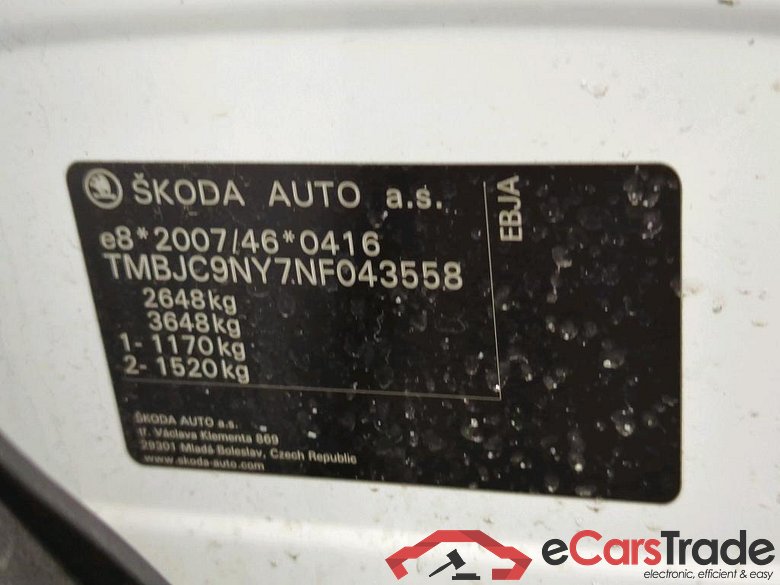 ŠKODA AUTO a.s.
e8*2007/46*0416
TMBJC9NY7NF043558
2648kg
3648kg
1- 1170kg
2- 1520kg
EBJA
ŠKODA AUTO a.s.
tř. Václava Klementa 869
29301 Mladá Boleslav, Czech Republic
www.skoda-auto.com
eCarsTrade
electronic, efficient & easy